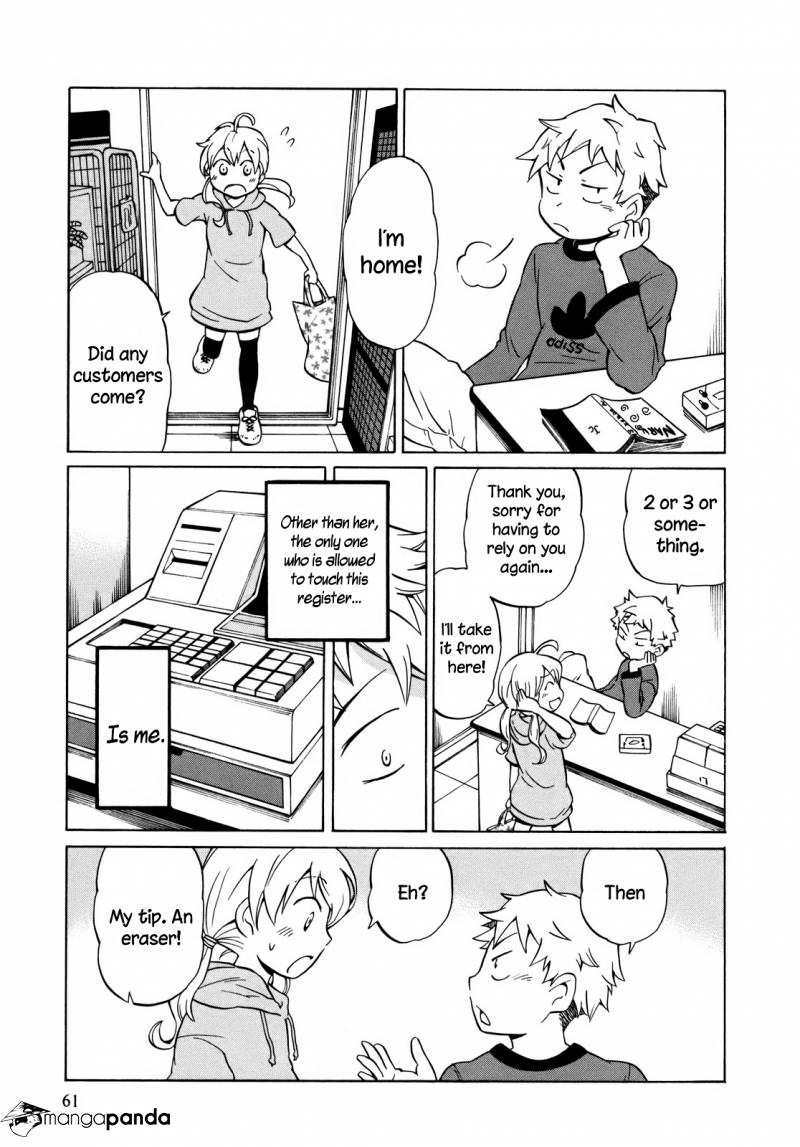 I'm
home!
adiss
NARUS
Did any
customers
come?
2 or 3 or
some-
thing.
Thank you,
sorry for
having to
rely on you
again...
I'll take
it from
here!
Other than her,
the only one
who is allowed
to touch this
register...
Is me.
Then
Eh?
My tip. An
eraser!
61
mangapanda